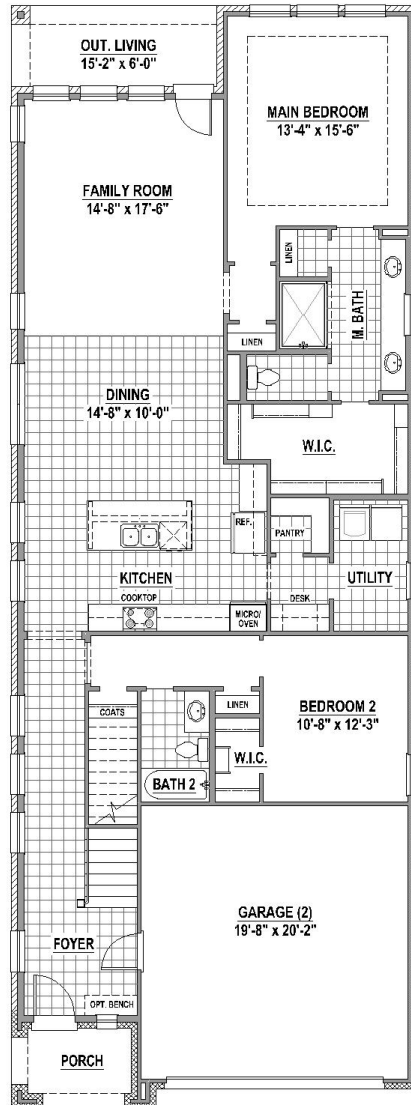 OUT. LIVING
15'-2" x 6'-0"
MAIN BEDROOM
13'-4" x 15'-6"
FAMILY ROOM
14'-8" x 17'-6"
LINEN
M. BATH
LINEN
DINING
14'-8" x 10'-0"
W.I.C.
REF.
PANTRY
KITCHEN
UTILITY
COOKTOP
DESK
MICRO/
OVEN
COATS
LINEN
BEDROOM 2
10'-8" x 12'-3"
W.I.C.
BATH 2
GARAGE (2)
19'-8" x 20'-2"
FOYER
OPT. BENCH
PORCH